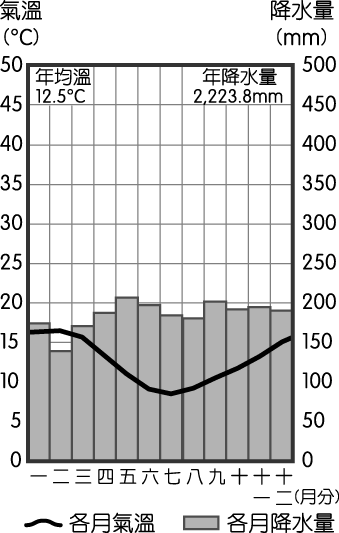 氣溫 降水量
(°C) (mm)
50 500
年均溫 年降水量
12.5°C 2,223.8mm
45 450
40 400
35 350
30 300
25 250
20 200
15 150
10 100
5 50
0 0
一 二 三 四 五 六 七 八 九 十 十一 十二 (月分)
各月氣溫 各月降水量